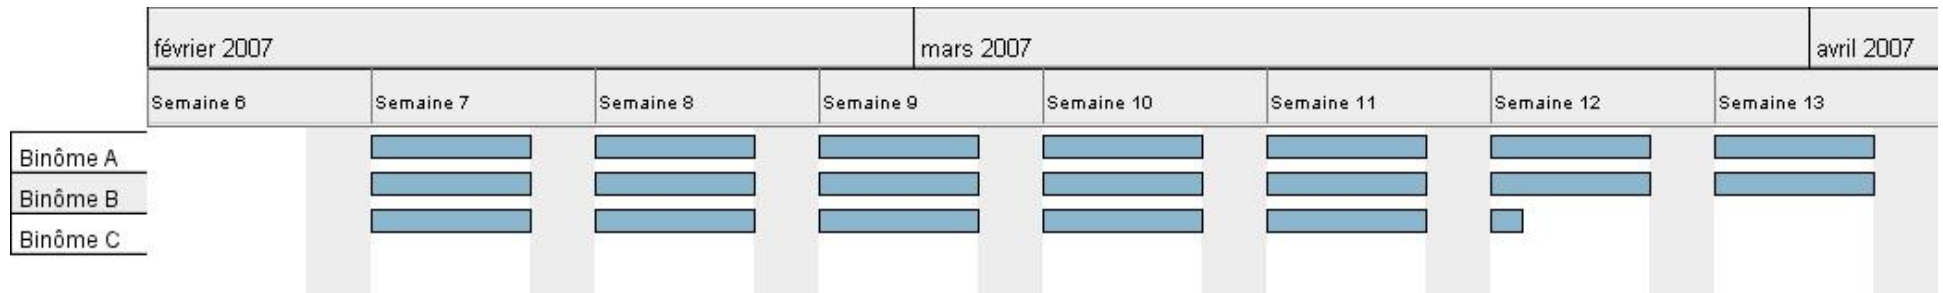 février 2007 mars 2007 avril 2007
Semaine 6 Semaine 7 Semaine 8 Semaine 9 Semaine 10 Semaine 11 Semaine 12 Semaine 13
Binôme A
Binôme B
Binôme C